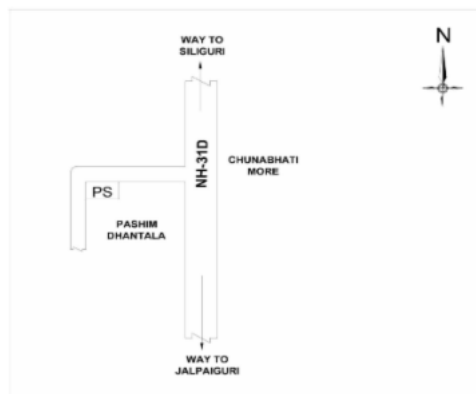 WAY TO
SILIGURI
N
NH-31D
CHUNABHATI
MORE
PS
PASHIM
DHANTALA
WAY TO
JALPAIGURI